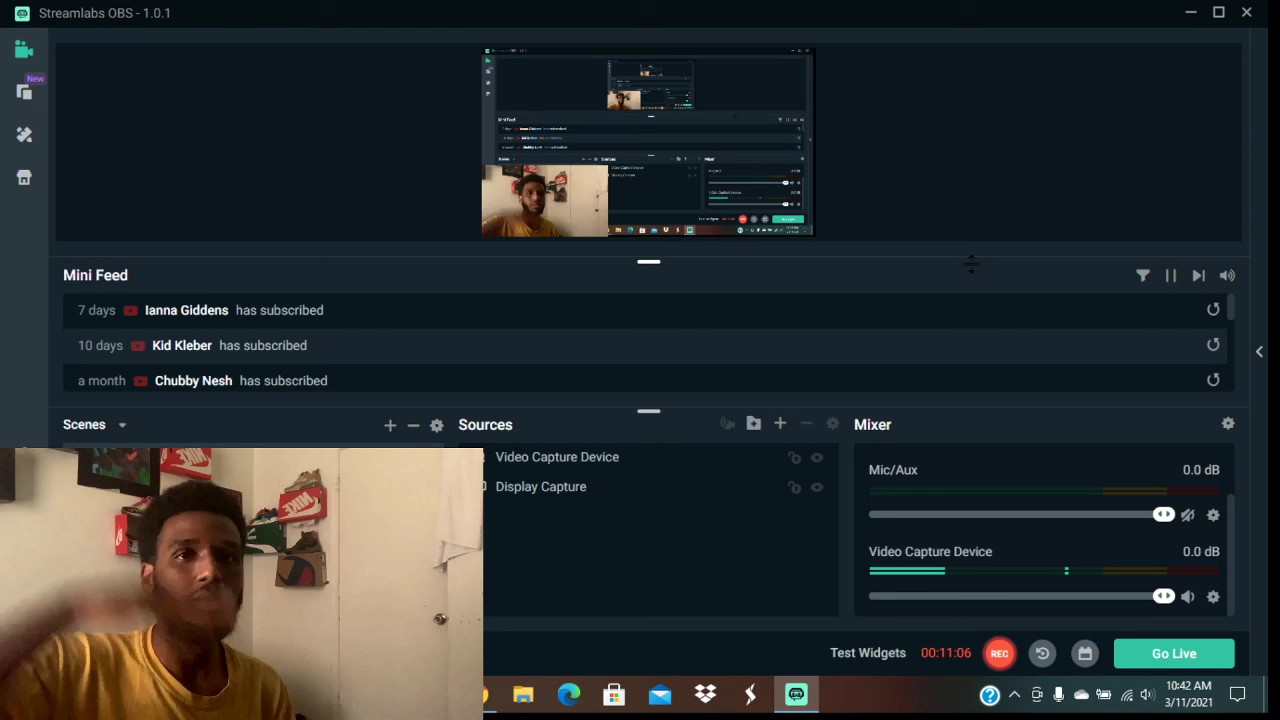 Streamlabs OBS - 1.0.1
New
Mini Feed
7 days Ianna Giddens has subscribed
10 days Kid Kleber has subscribed
a month Chubby Nesh has subscribed
Scenes
Sources
Mixer
Video Capture Device
Display Capture
Mic/Aux 0.0 dB
Video Capture Device 0.0 dB
Test Widgets 00:11:06 REC Go Live
10:42 AM
3/11/2021